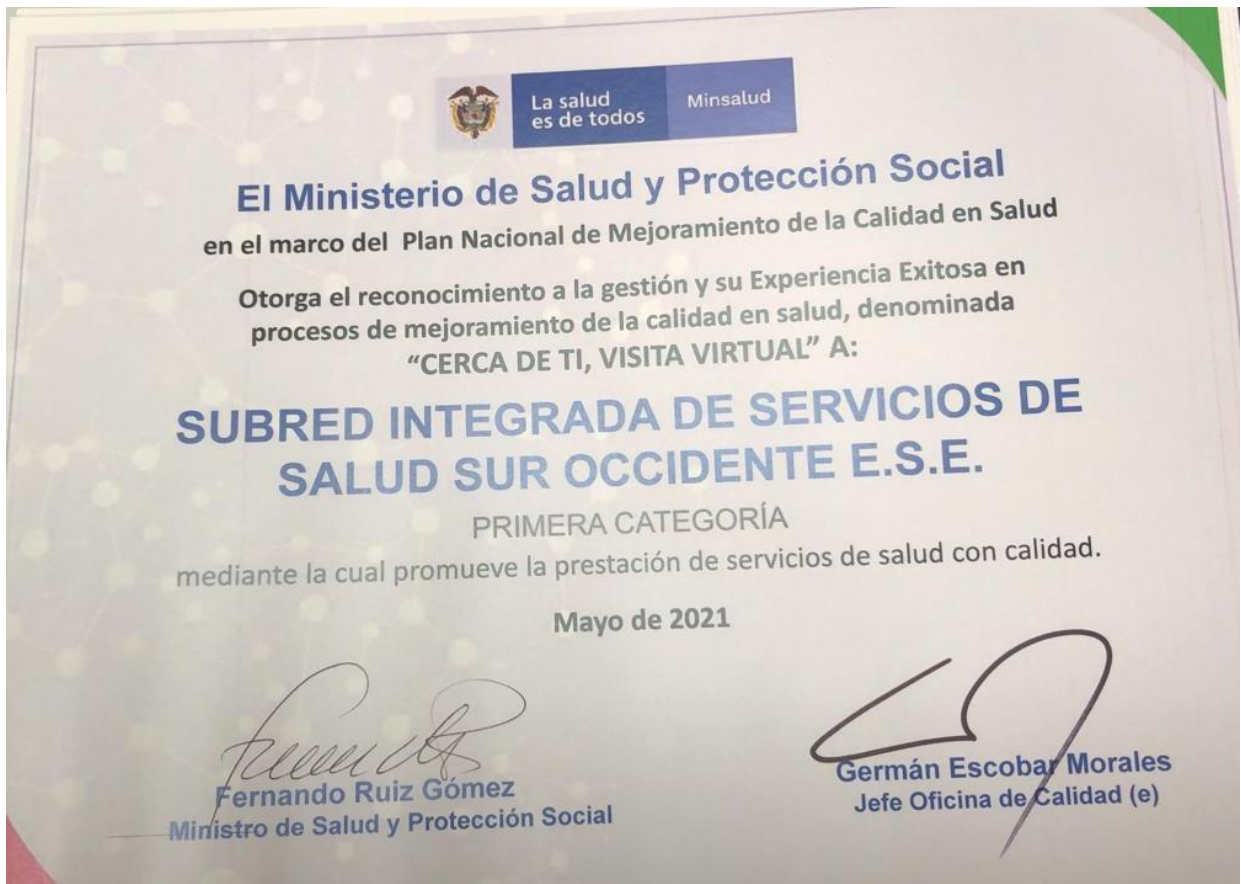 La salud
es de todos
Minsalud
El Ministerio de Salud y Protección Social
en el marco del Plan Nacional de Mejoramiento de la Calidad en Salud
Otorga el reconocimiento a la gestión y su Experiencia Exitosa en
procesos de mejoramiento de la calidad en salud, denominada
“CERCA DE TI, VISITA VIRTUAL” A:
SUBRED INTEGRADA DE SERVICIOS DE
SALUD SUR OCCIDENTE E.S.E.
PRIMERA CATEGORÍA
mediante la cual promueve la prestación de servicios de salud con calidad.
Mayo de 2021
Fernando Ruiz Gómez
Ministro de Salud y Protección Social
Germán Escobar Morales
Jefe Oficina de Calidad (e)